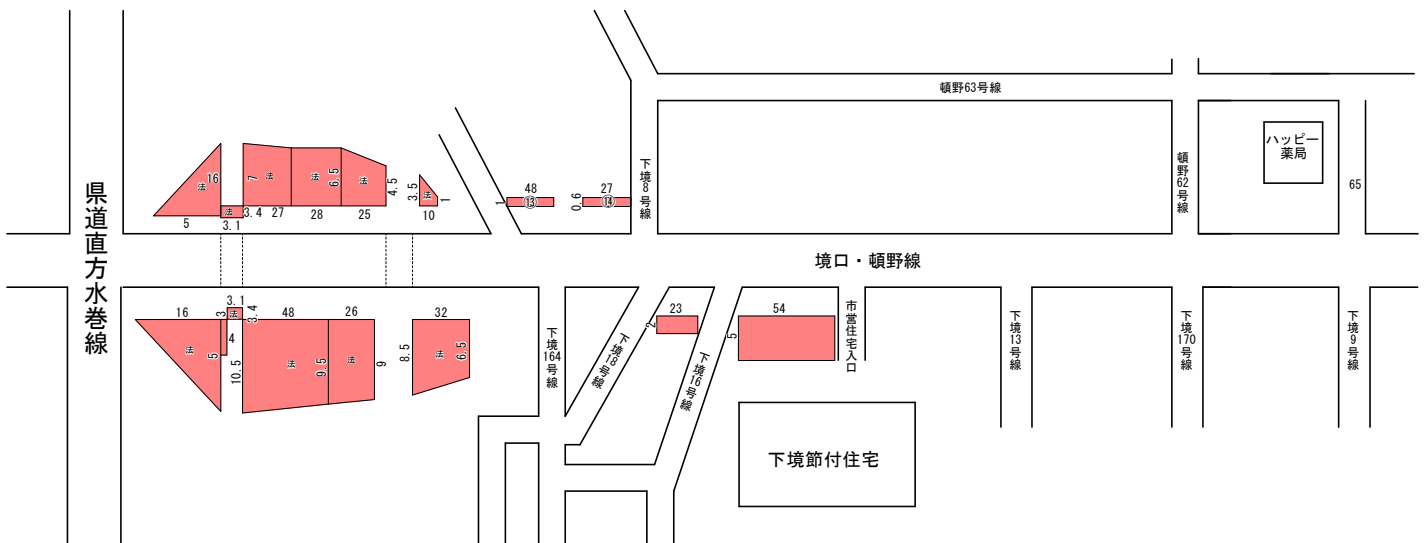 頓野63号線
ハッピー
薬局
下境8号線
頓野62号線
65
県道直方水巻線
16
法
5
法
3.1
3.4
7
法
27
法
28
6.5
法
25
4.5
3.5
法
10
1
1
48
⑬
0.6
27
⑭
境口・頓野線
16
法
3.1
3
法
3.4
4
5
10.5
48
法
9.5
26
法
9
8.5
32
法
6.5
下境164号線
下境18号線
2
23
下境16号線
5
54
市営住宅入口
下境13号線
下境170号線
下境9号線
下境節付住宅